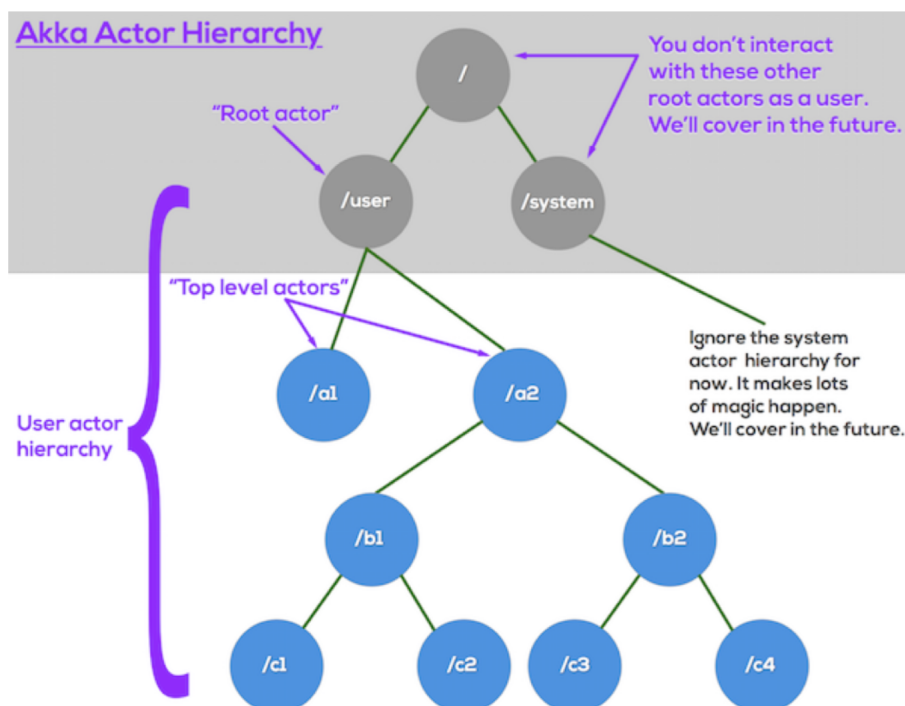 Akka Actor Hierarchy
/
You don't interact
with these other
root actors as a user.
We'll cover in the future.
"Root actor"
/user
/system
"Top level actors"
Ignore the system
actor hierarchy for
now. It makes lots
of magic happen.
We'll cover in the future.
/a1
/a2
User actor
hierarchy
/b1
/b2
/c1
/c2
/c3
/c4